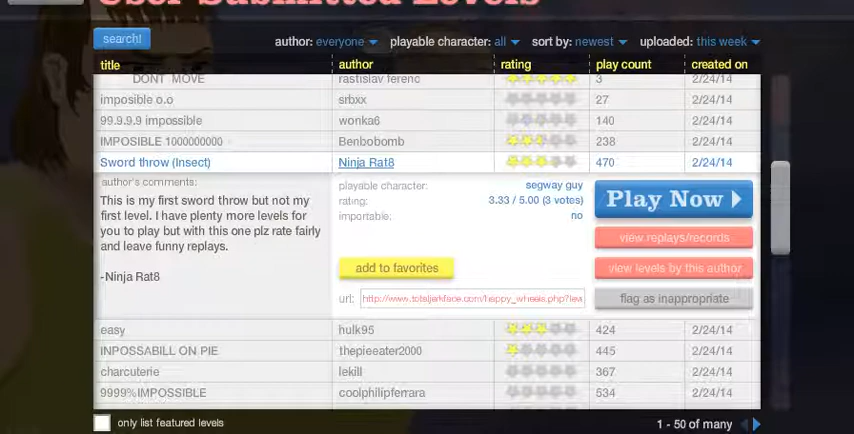 User Submitted Levels
search!
author: everyone playable character: all sort by: newest uploaded: this week
title author rating play count created on
DONT MOVE rastislav ferenc 3 2/24/14
imposible o.o srbxx 27 2/24/14
99.9.9.9 impossible wonka6 140 2/24/14
IMPOSIBLE 1000000000 Benbobomb 238 2/24/14
Sword throw (Insect) Ninja Rat8 470 2/24/14
author's comments:
This is my first sword throw but not my
first level. I have plenty more levels for
you to play but with this one plz rate fairly
and leave funny replays.
-Ninja Rat8
playable character: segway guy
rating: 3.33 / 5.00 (3 votes)
importable: no
add to favorites
url: http://www.totaljerkface.com/happy_wheels.php?lev
Play Now
view replays/records
view levels by this author
flag as inappropriate
easy hulk95 424 2/24/14
INPOSSABILL ON PIE thepieeater2000 445 2/24/14
charcuterie lekill 367 2/24/14
9999%IMPOSSIBLE coolphilipferrara 534 2/24/14
only list featured levels
1 - 50 of many